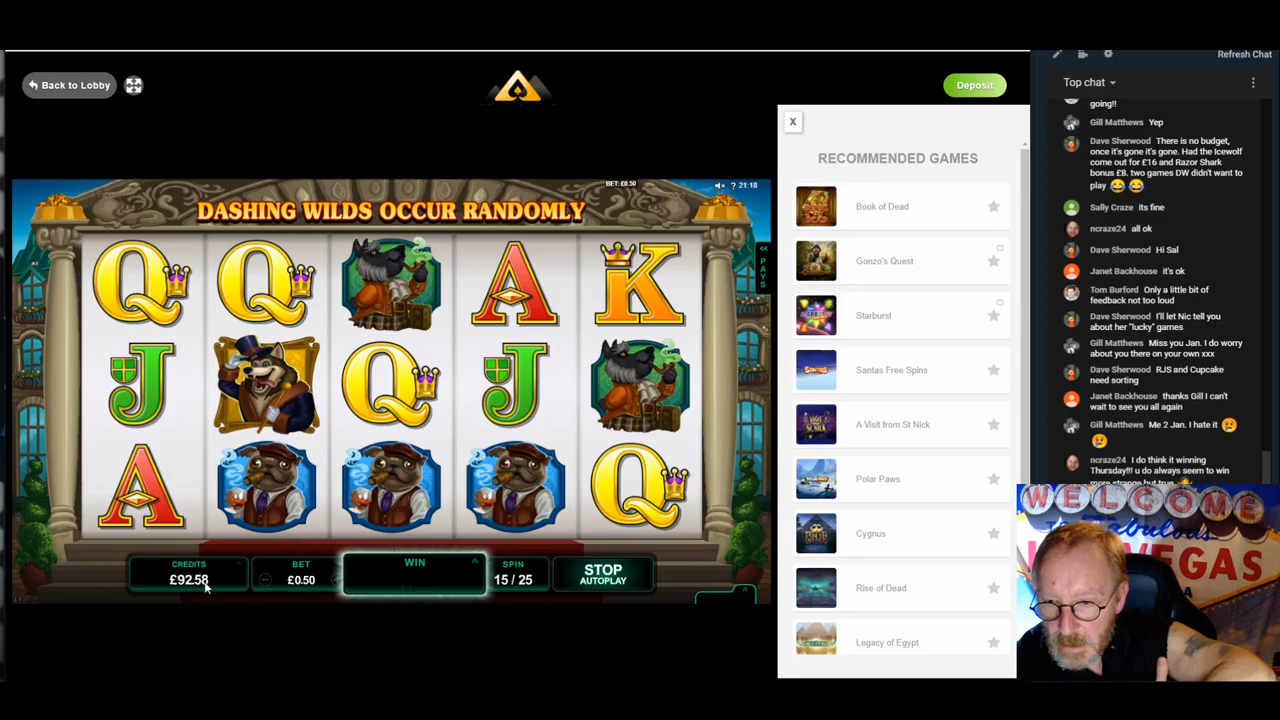 Back to Lobby
Deposit
BET: £0.50
? 21:18
DASHING WILDS OCCUR RANDOMLY
Q Q A K
J Q J
A Q
PAYS
CREDITS
£92.58
BET
£0.50
WIN
SPIN
15 / 25
STOP
AUTOPLAY
X
RECOMMENDED GAMES
Book of Dead
Gonzo's Quest
Starburst
Santas Free Spins
A Visit from St Nick
Polar Paws
Cygnus
Rise of Dead
Legacy of Egypt
Refresh Chat
Top chat
going!!
Gill Matthews Yep
Dave Sherwood There is no budget,
once it's gone it's gone. Had the Icewolf
come out for £16 and Razor Shark
bonus £8. two games DW didn't want to
play 😂 😂
Sally Craze its fine
ncraze24 all ok
Dave Sherwood Hi Sal
Janet Backhouse it's ok
Tom Burford Only a little bit of
feedback not too loud
Dave Sherwood I'll let Nic tell you
about her "lucky" games
Gill Matthews Miss you Jan. I do worry
about you there on your own xxx
Dave Sherwood RJS and Cupcake
need sorting
Janet Backhouse thanks Gill I can't
wait to see you all again
Gill Matthews Me 2 Jan. I hate it 😢
😢
ncraze24 I do think it winning
Thursday!!! u do always seem to win
more strange but true
WELCOME
Fabulous
VEGAS